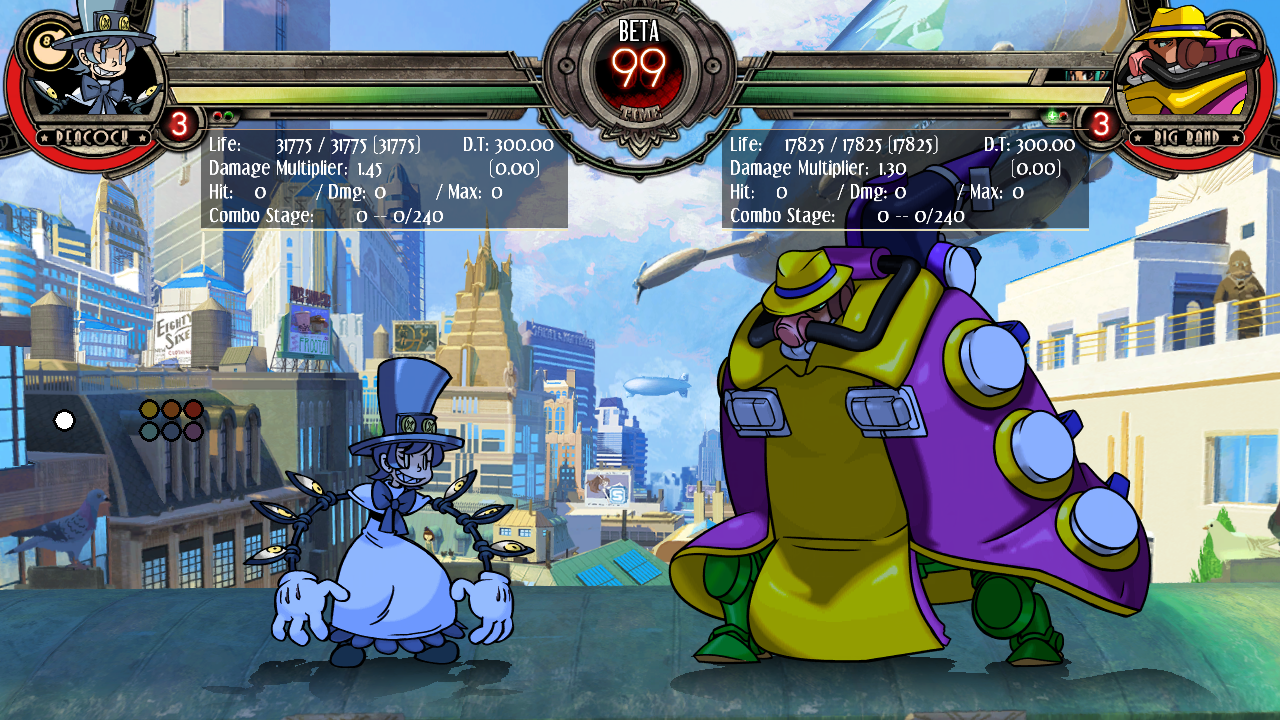 BETA
99
TIME
8
PEACOCK
3
3
BIG BAND
Life: 31775 / 31775 (31775) D.T: 300.00
Damage Multiplier: 1.45 (0.00)
Hit: 0 / Dmg: 0 / Max: 0
Combo Stage: 0 -- 0/240
Life: 17825 / 17825 (17825) D.T: 300.00
Damage Multiplier: 1.30 (0.00)
Hit: 0 / Dmg: 0 / Max: 0
Combo Stage: 0 -- 0/240
EIGHTY
SIXE
S